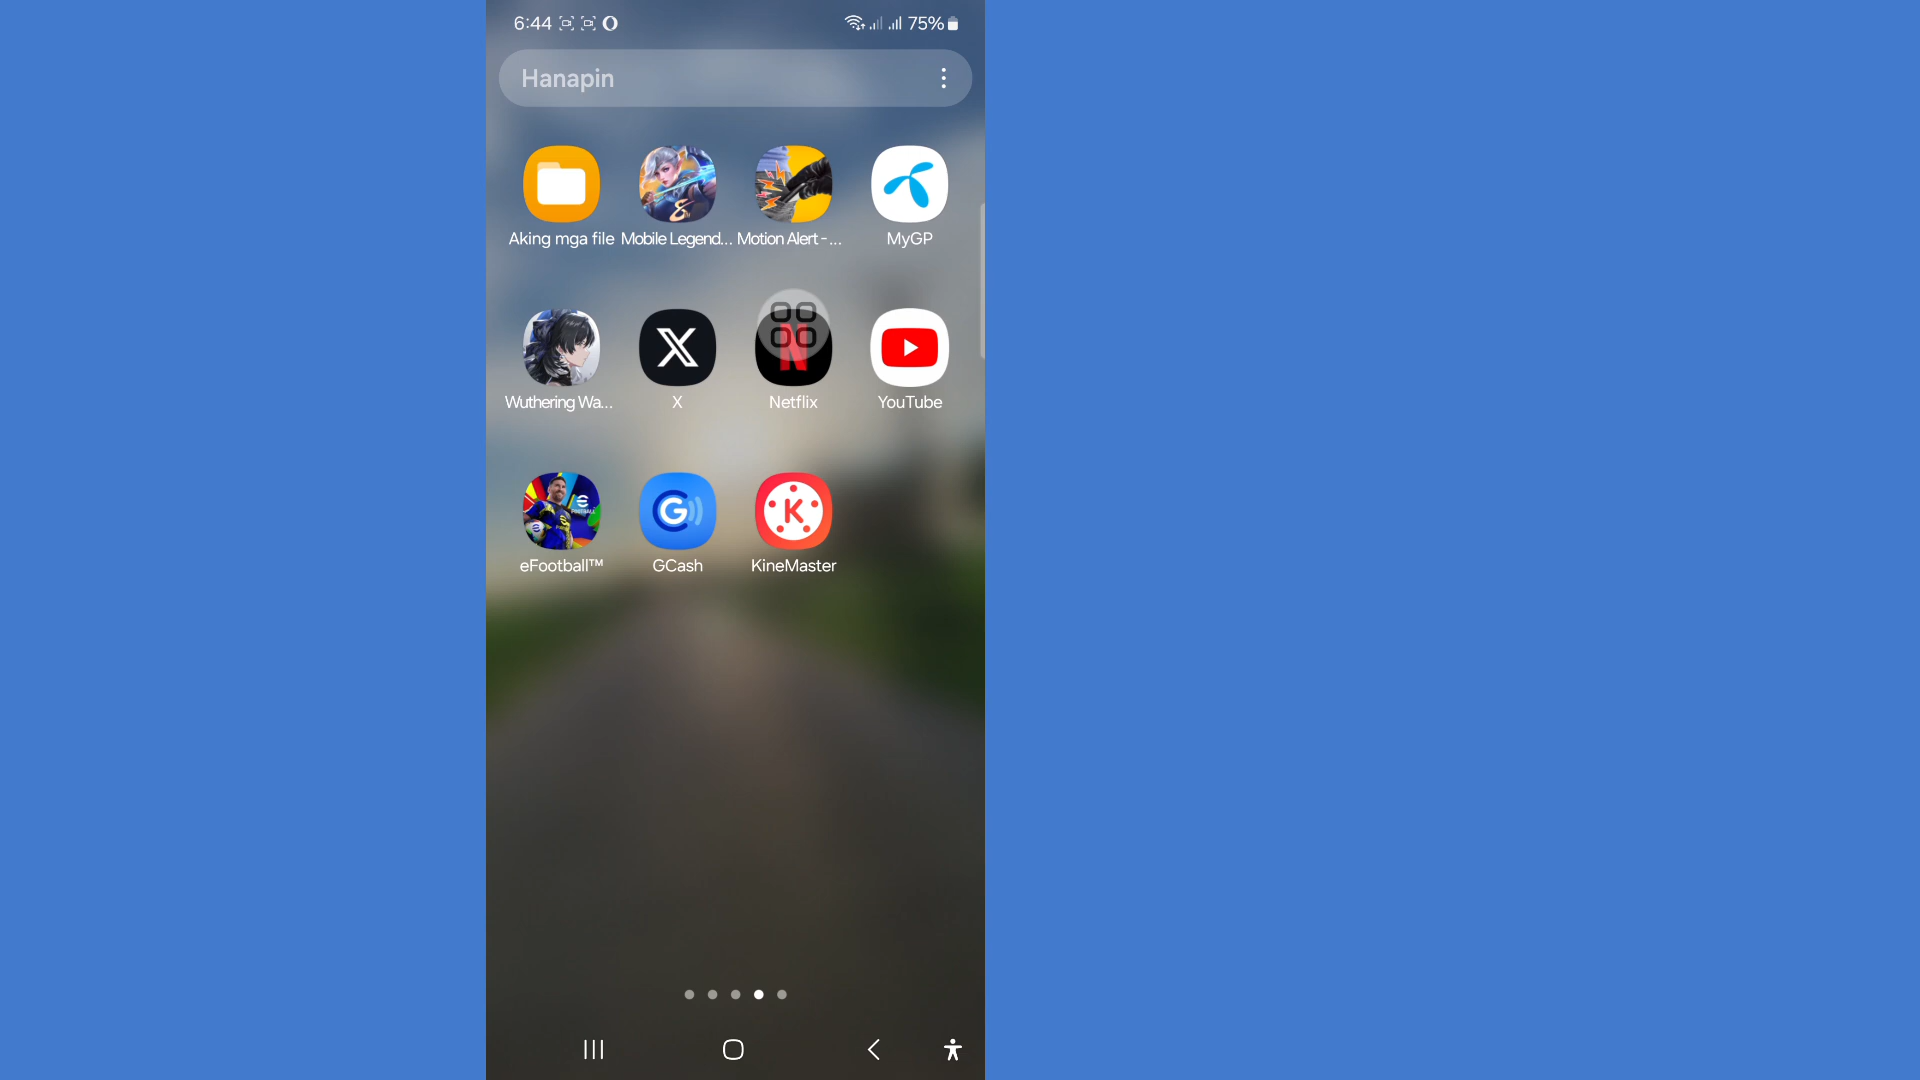 6:44 75%
Hanapin
Aking mga file Mobile Legend... Motion Alert - ... MyGP
Wuthering Wa... X Netflix YouTube
eFootball™ GCash KineMaster